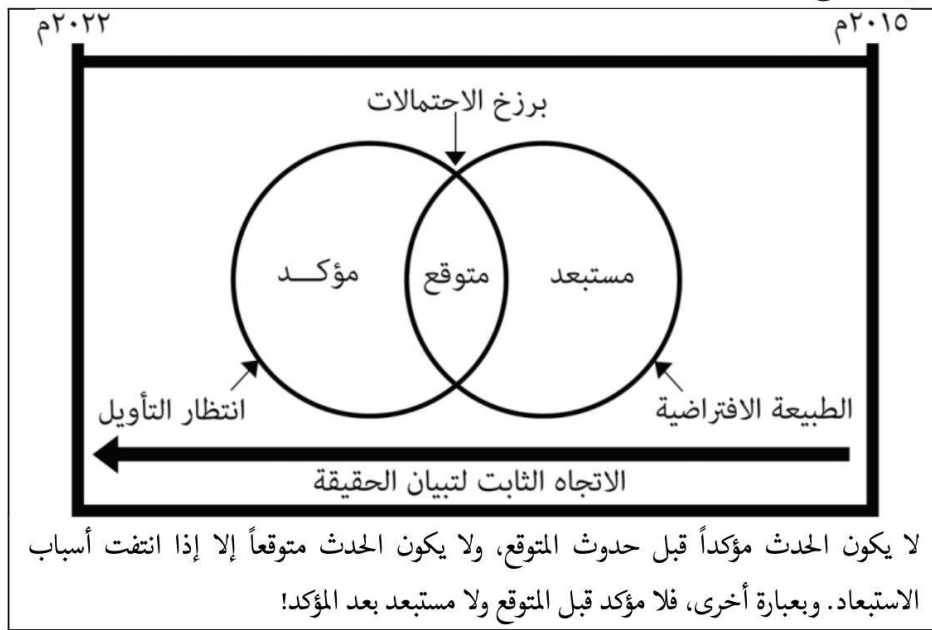 ٢٠١٥م
٢٠٢٢م
برزخ الاحتمالات
مستبعد
متوقع
مؤكــد
الطبيعة الافتراضية
انتظار التأويل
الاتجاه الثابت لتبيان الحقيقة
لا يكون الحدث مؤكداً قبل حدوث المتوقع، ولا يكون الحدث متوقعاً إلا إذا انتفت أسباب
الاستبعاد. وبعبارة أخرى، فلا مؤكد قبل المتوقع ولا مستبعد بعد المؤكد!